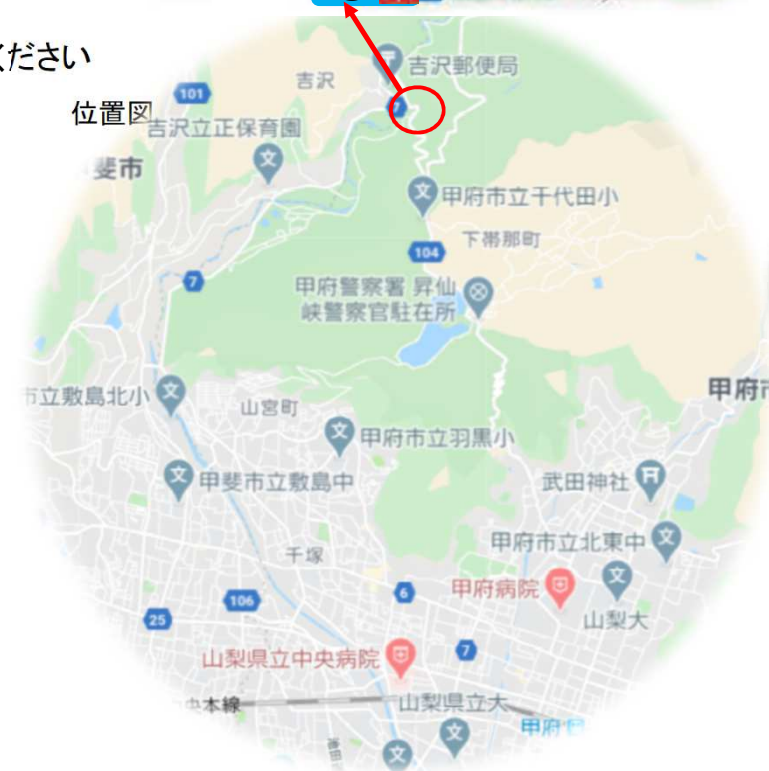 ください
位置図
吉沢郵便局
吉沢
101
7
吉沢立正保育園
斐市
甲府市立千代田小
下帯那町
104
7
甲府警察署 昇仙
峡警察官駐在所
市立敷島北小
山宮町
甲府市
甲府市立羽黒小
甲斐市立敷島中
武田神社
千塚
甲府市立北東中
甲府病院
106
6
25
山梨大
7
山梨県立中央病院
央本線
山梨県立大
甲府
池田